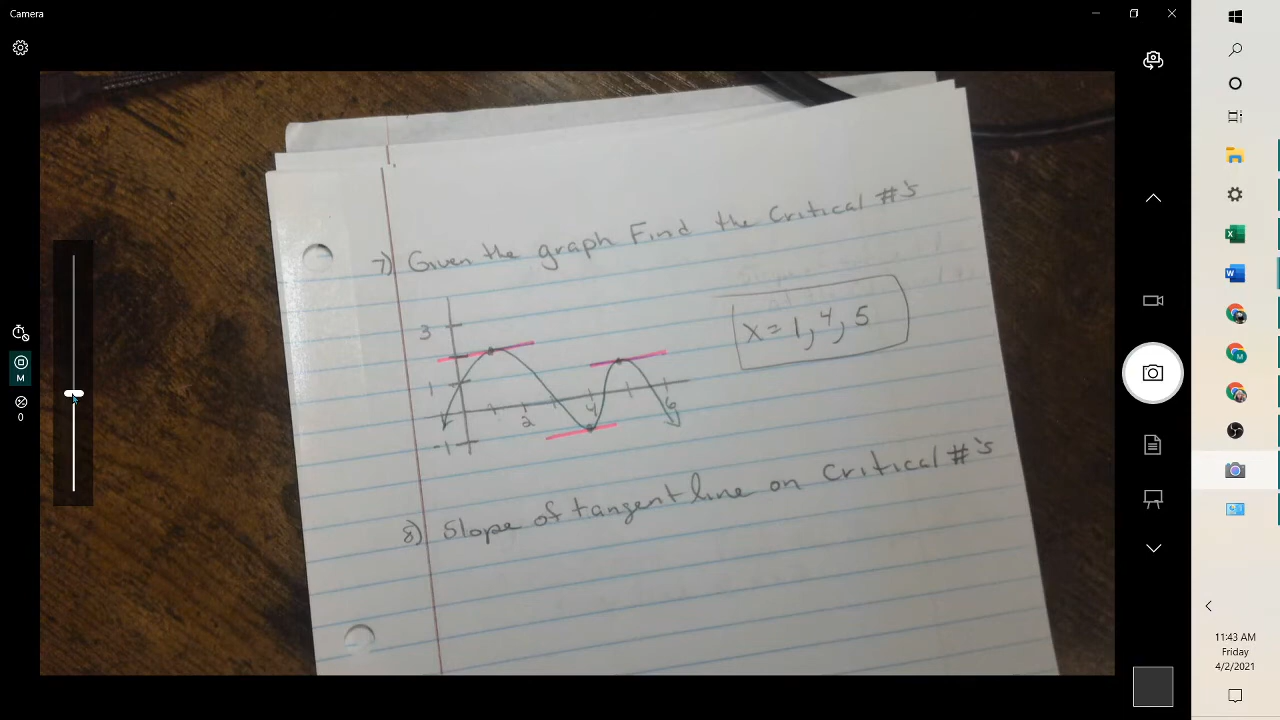 Camera
7) Given the graph Find the Critical #'s
3
1
-1
2
4
6
x = 1, 4, 5
8) Slope of tangent line on Critical #'s
M
0
11:43 AM
Friday
4/2/2021